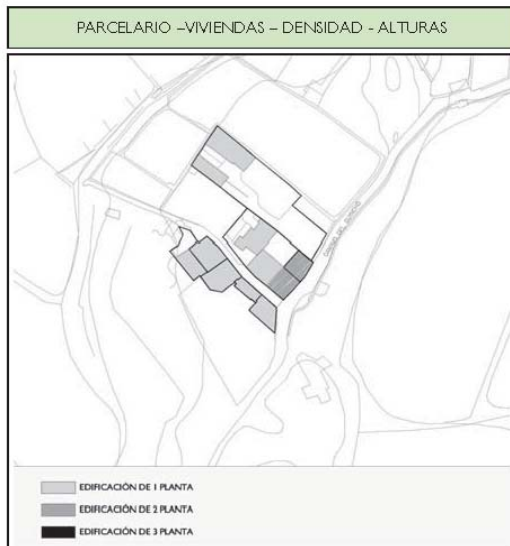 PARCELARIO –VIVIENDAS – DENSIDAD - ALTURAS
EDIFICACIÓN DE 1 PLANTA
EDIFICACIÓN DE 2 PLANTA
EDIFICACIÓN DE 3 PLANTA